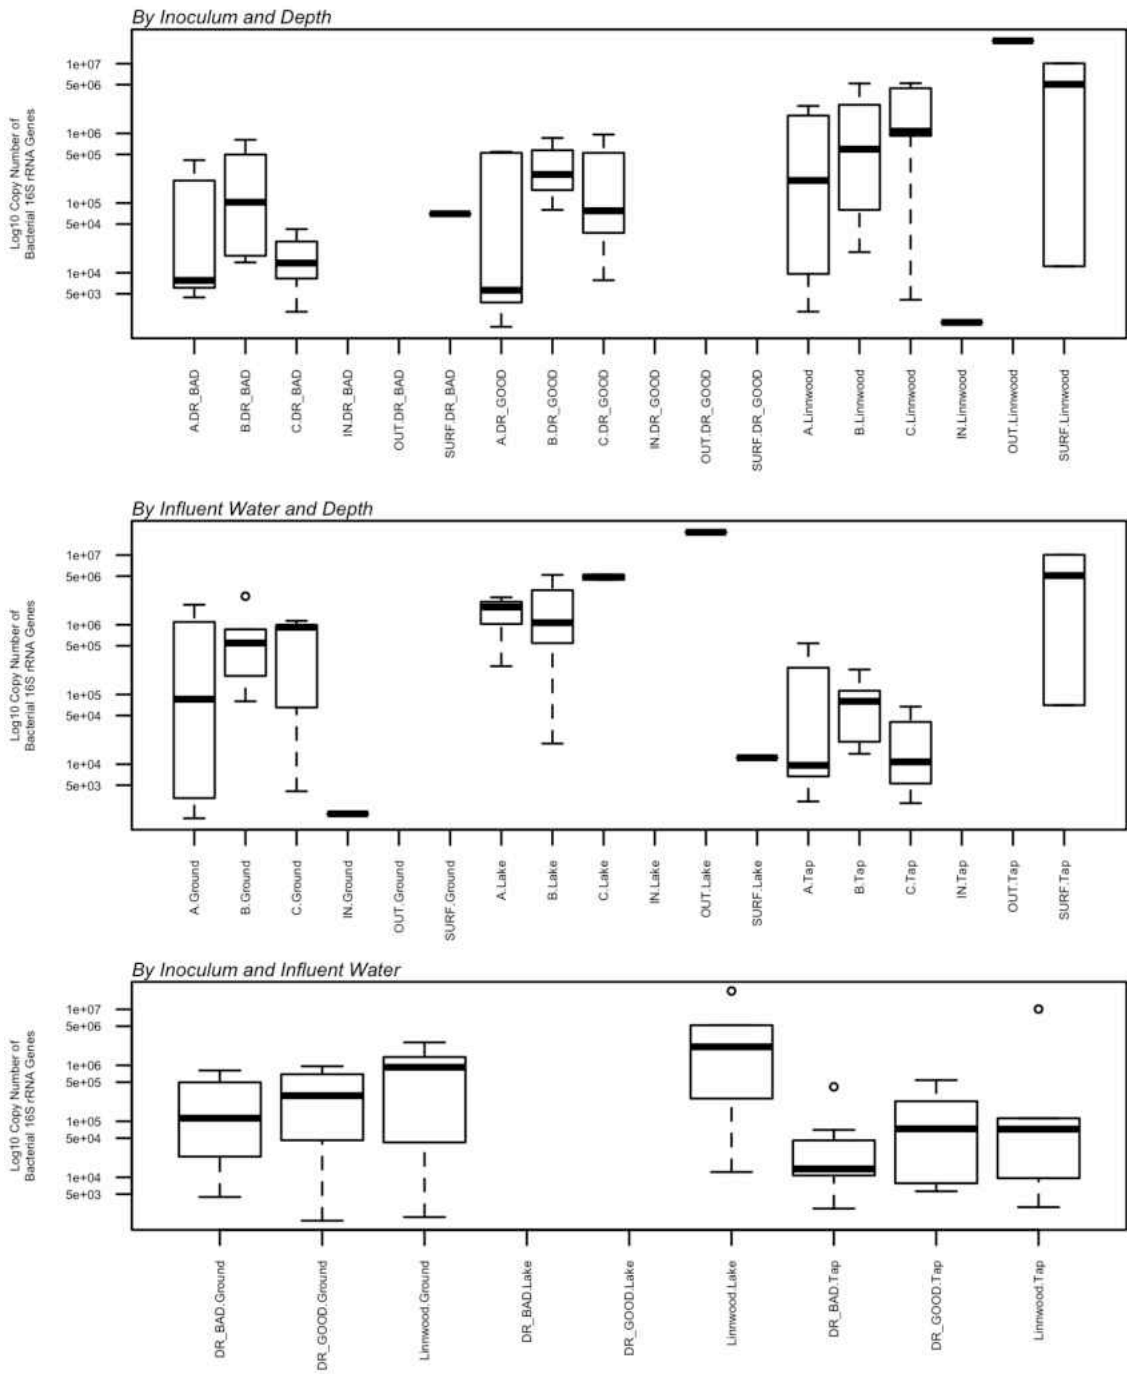 By Inoculum and Depth
Log10 Copy Number of
Bacterial 16S rRNA Genes
1e+07
5e+06
1e+06
5e+05
1e+05
5e+04
1e+04
5e+03
A.DR_BAD
B.DR_BAD
C.DR_BAD
IN.DR_BAD
OUT.DR_BAD
SURF.DR_BAD
A.DR_GOOD
B.DR_GOOD
C.DR_GOOD
IN.DR_GOOD
OUT.DR_GOOD
SURF.DR_GOOD
A.Linnwood
B.Linnwood
C.Linnwood
IN.Linnwood
OUT.Linnwood
SURF.Linnwood
By Influent Water and Depth
Log10 Copy Number of
Bacterial 16S rRNA Genes
1e+07
5e+06
1e+06
5e+05
1e+05
5e+04
1e+04
5e+03
A.Ground
B.Ground
C.Ground
IN.Ground
OUT.Ground
SURF.Ground
A.Lake
B.Lake
C.Lake
IN.Lake
OUT.Lake
SURF.Lake
A.Tap
B.Tap
C.Tap
IN.Tap
OUT.Tap
SURF.Tap
By Inoculum and Influent Water
Log10 Copy Number of
Bacterial 16S rRNA Genes
1e+07
5e+06
1e+06
5e+05
1e+05
5e+04
1e+04
5e+03
DR_BAD.Ground
DR_GOOD.Ground
Linnwood.Ground
DR_BAD.Lake
DR_GOOD.Lake
Linnwood.Lake
DR_BAD.Tap
DR_GOOD.Tap
Linnwood.Tap